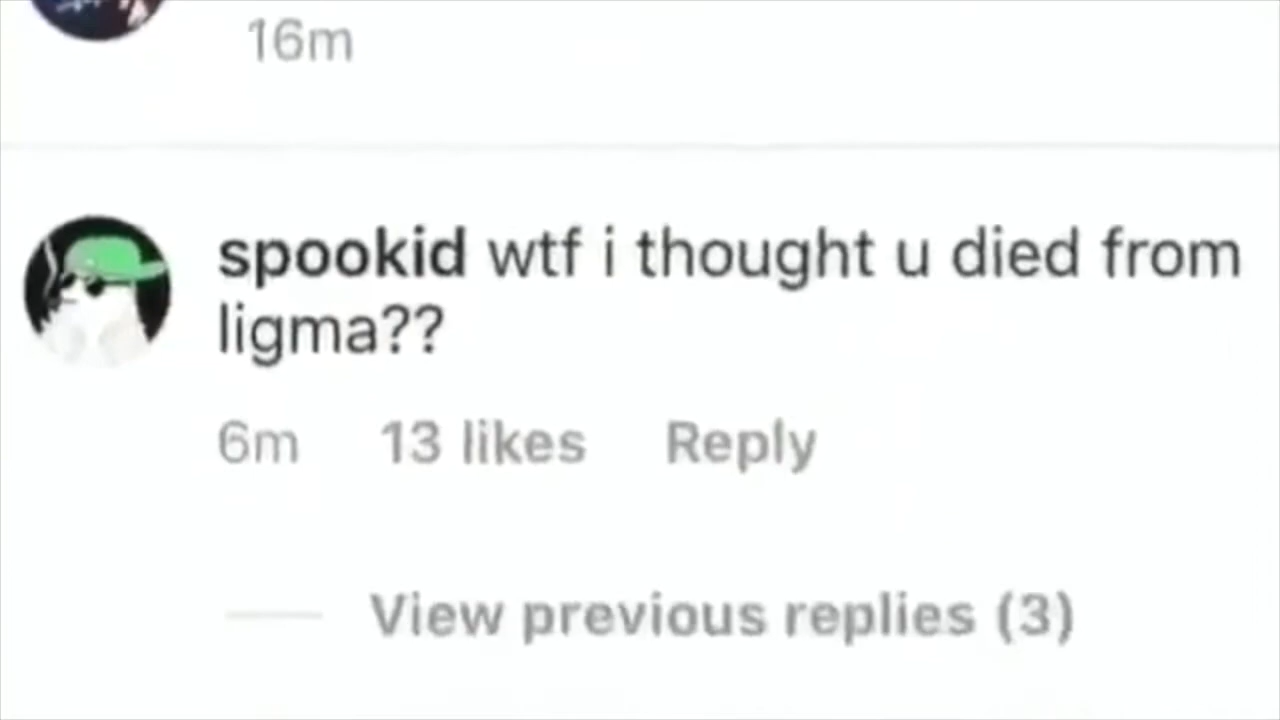 16m
spookid wtf i thought u died from
ligma??
6m 13 likes Reply
View previous replies (3)